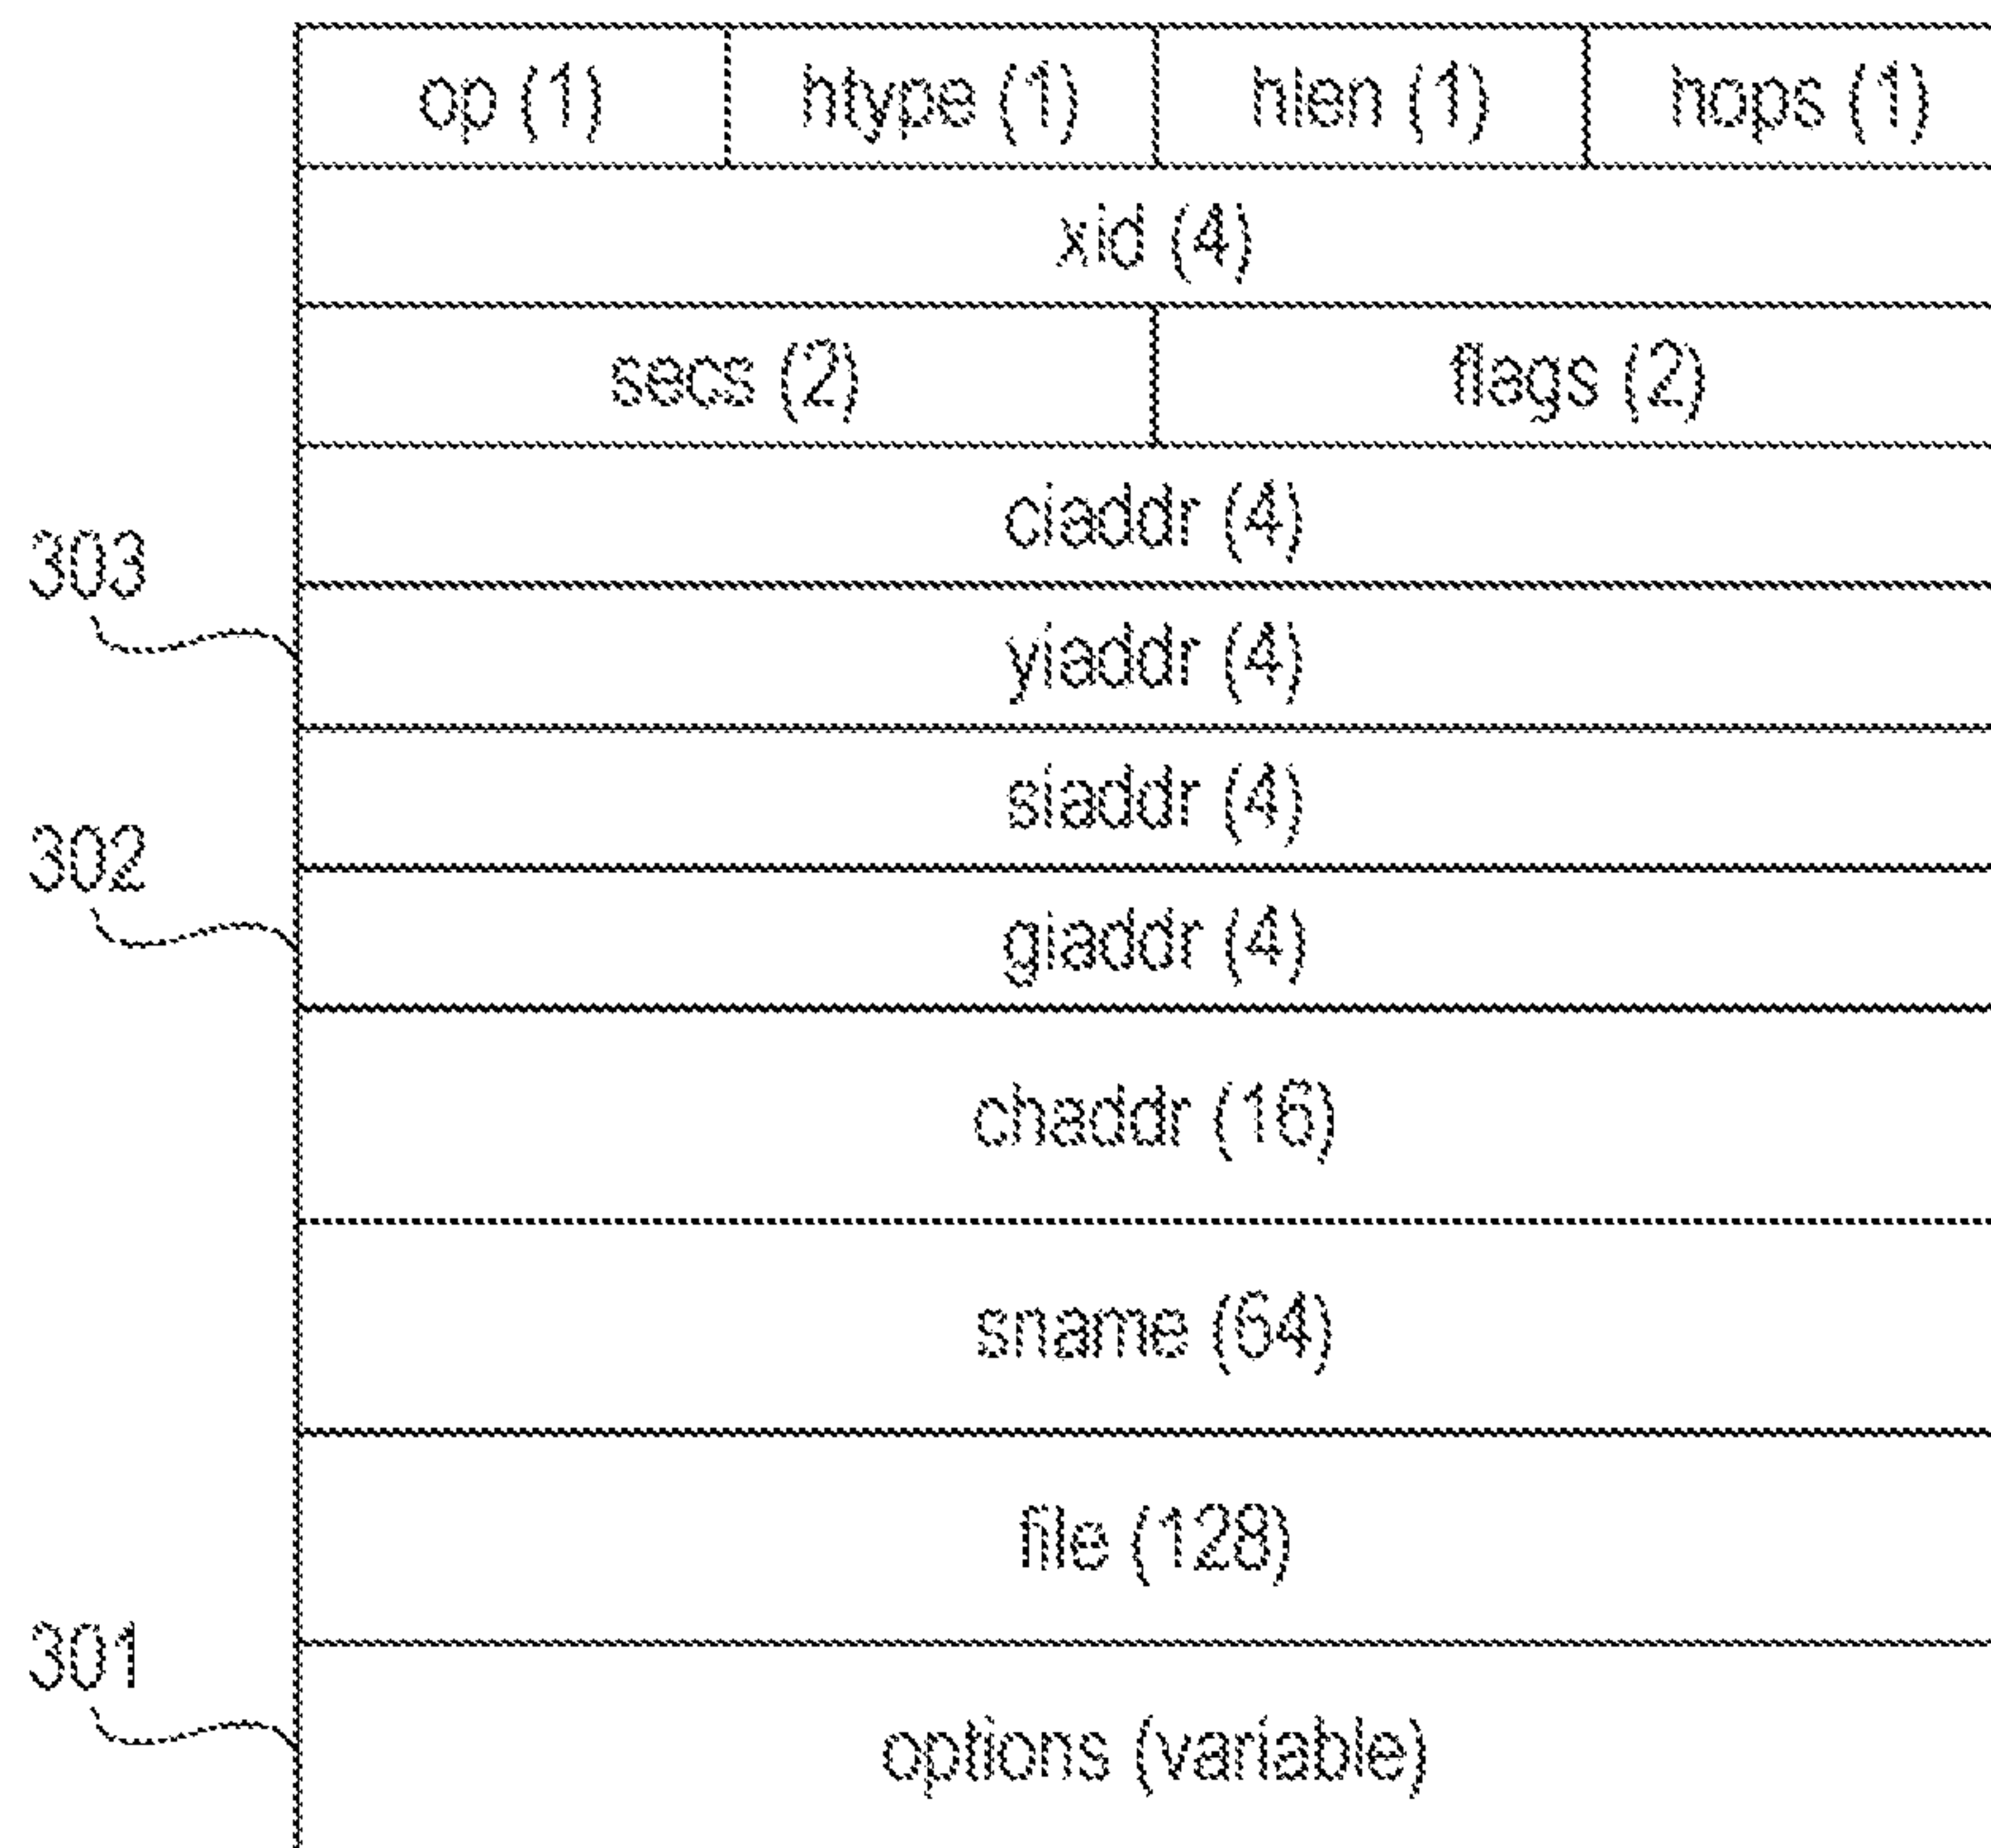 op (1) htype (1) hlen (1) hops (1)
xid (4)
secs (2) flags (2)
ciaddr (4)
303
yiaddr (4)
siaddr (4)
302
giaddr (4)
chaddr (16)
sname (64)
file (128)
301
options (variable)